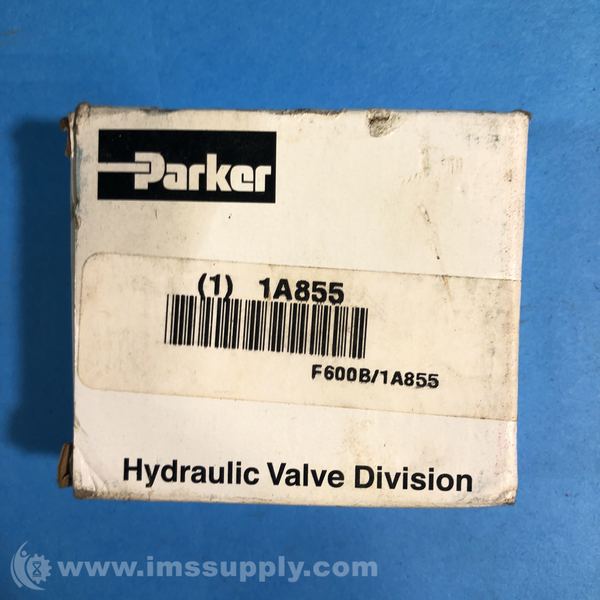 Parker
(1) 1A855
F600B/1A855
Hydraulic Valve Division
www.imssupply.com